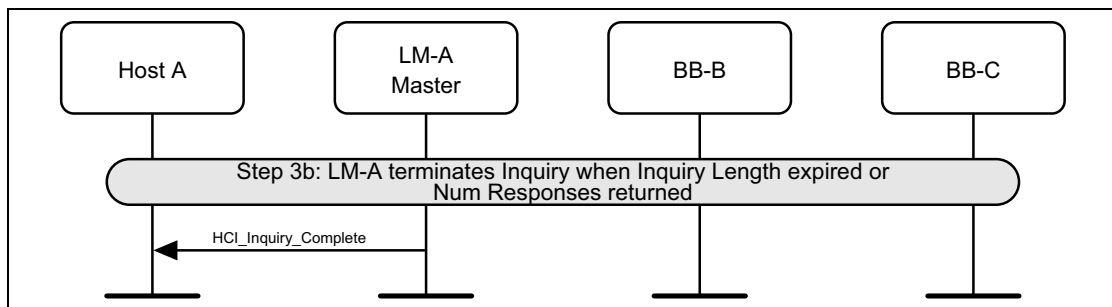 Host A
LM-A
Master
BB-B
BB-C
Step 3b: LM-A terminates Inquiry when Inquiry Length expired or
Num Responses returned
HCI_Inquiry_Complete